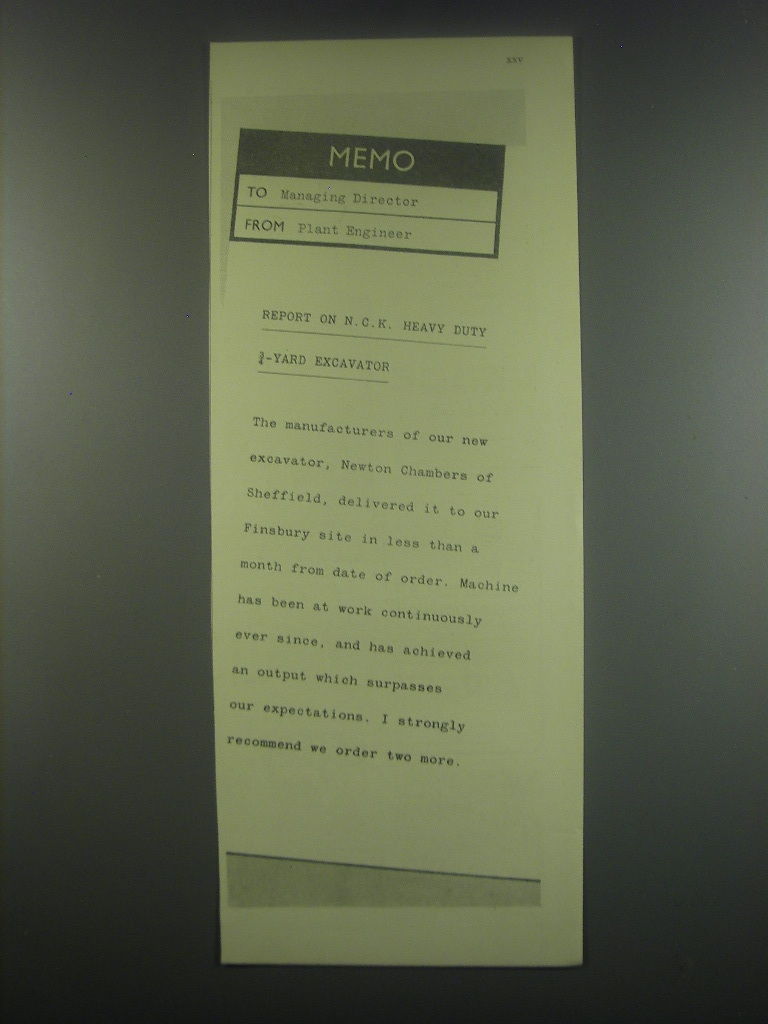 xxv
MEMO
TO Managing Director
FROM Plant Engineer
REPORT ON N.C.K. HEAVY DUTY
¾-YARD EXCAVATOR
The manufacturers of our new
excavator, Newton Chambers of
Sheffield, delivered it to our
Finsbury site in less than a
month from date of order. Machine
has been at work continuously
ever since, and has achieved
an output which surpasses
our expectations. I strongly
recommend we order two more.